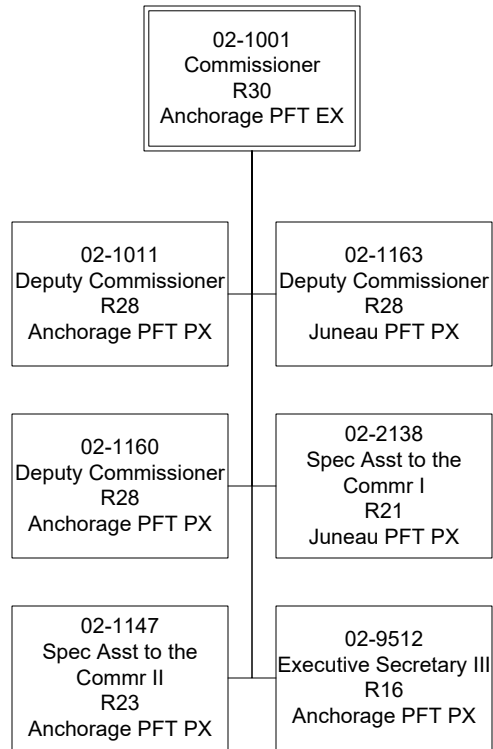 02-1001
Commissioner
R30
Anchorage PFT EX
02-1011
Deputy Commissioner
R28
Anchorage PFT PX
02-1163
Deputy Commissioner
R28
Juneau PFT PX
02-1160
Deputy Commissioner
R28
Anchorage PFT PX
02-2138
Spec Asst to the
Commr I
R21
Juneau PFT PX
02-1147
Spec Asst to the
Commr II
R23
Anchorage PFT PX
02-9512
Executive Secretary III
R16
Anchorage PFT PX